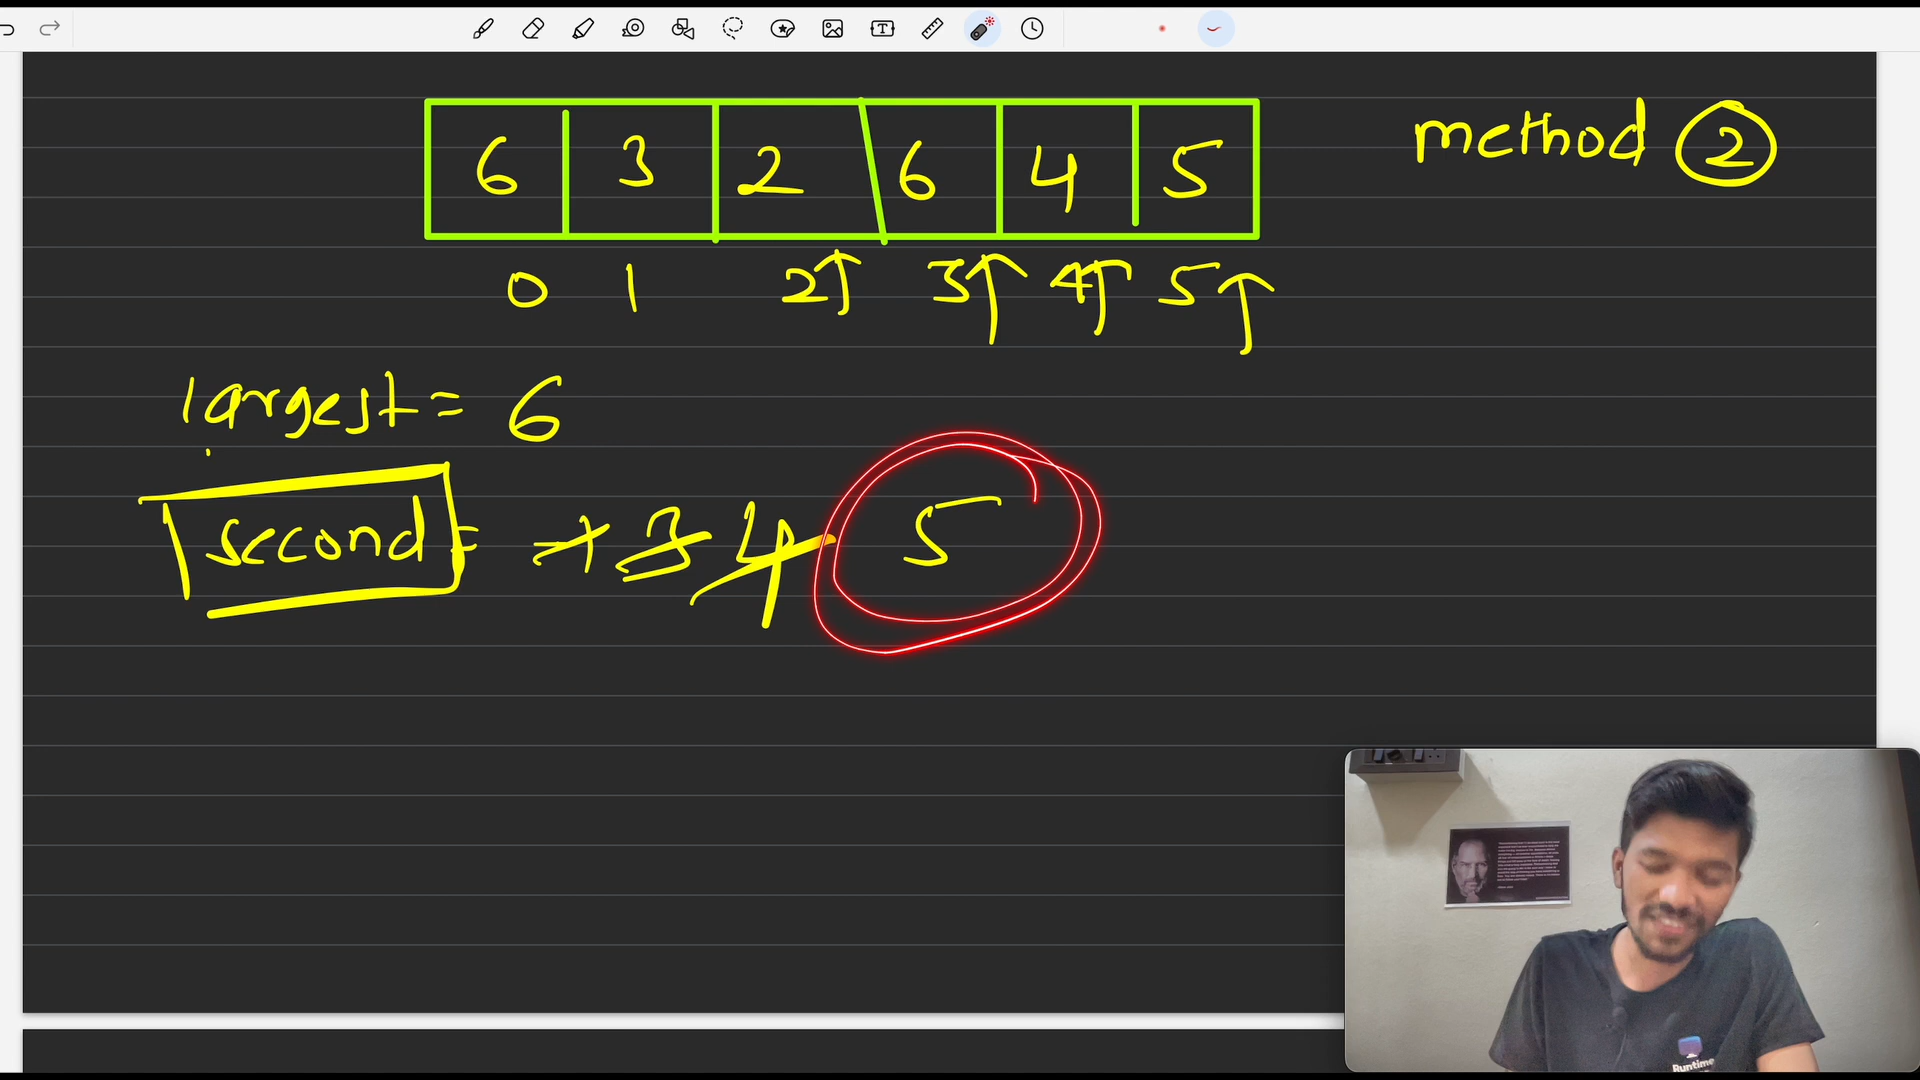 6 3 2 6 4 5
method 2
0 1 2↑ 3↑ 4↑ 5↑
largest = 6
second = -1 3 4 5
Runtime